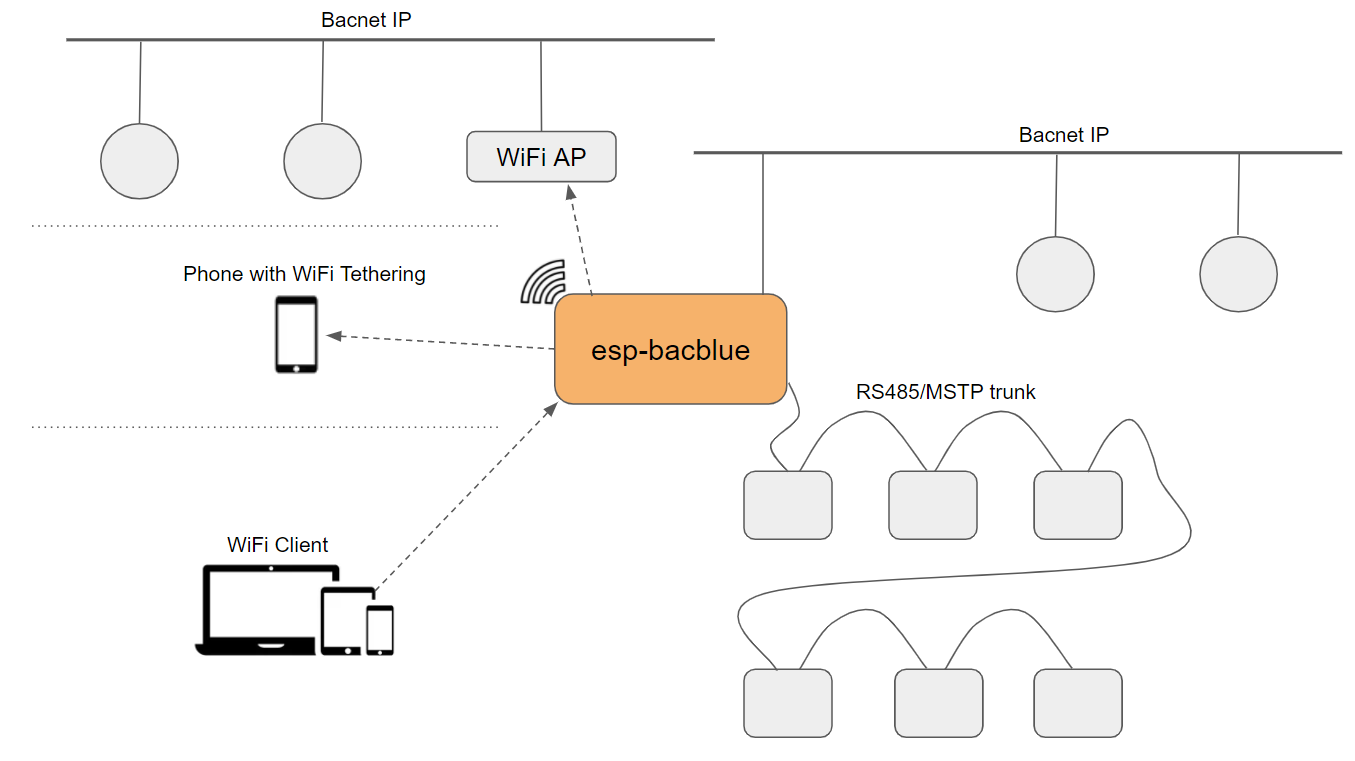 Bacnet IP
WiFi AP
Bacnet IP
Phone with WiFi Tethering
esp-bacblue
RS485/MSTP trunk
WiFi Client